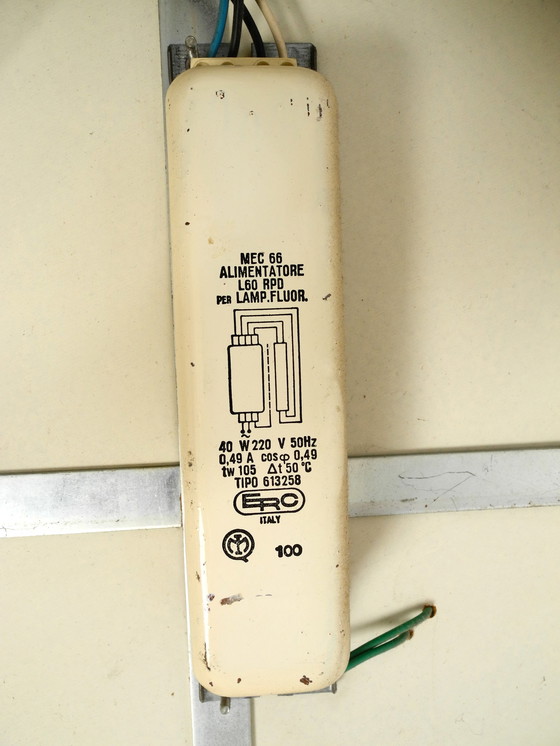 MEC 66
ALIMENTATORE
L60 RPD
PER LAMP.FLUOR.
~
40 W 220 V 50Hz
0,49 A cosφ 0,49
tw 105 Δt 50 °C
TIPO 613258
ERC
ITALY
100